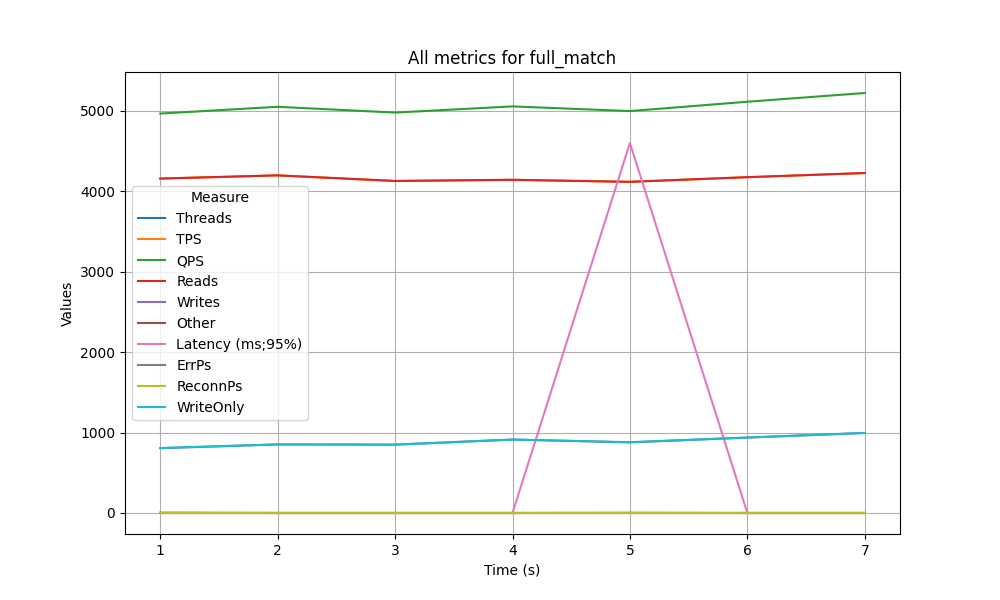 All metrics for full_match
5000
4000
3000
2000
1000
0
Values
Measure
Threads
TPS
QPS
Reads
Writes
Other
Latency (ms;95%)
ErrPs
ReconnPs
WriteOnly
1 2 3 4 5 6 7
Time (s)